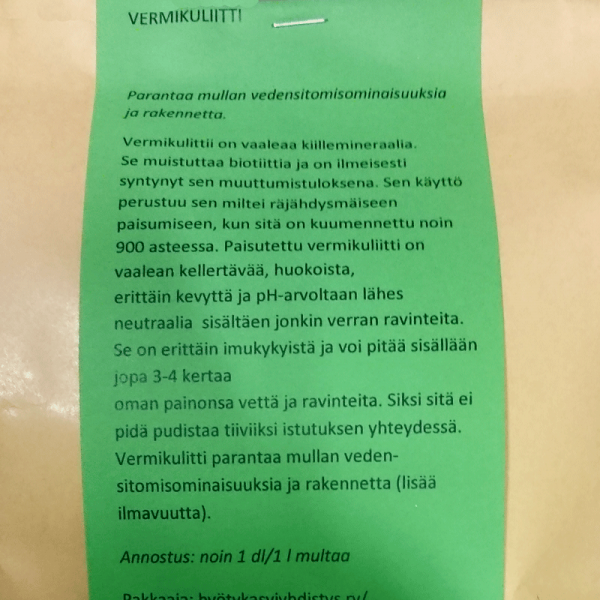 VERMIKULIITTI
Parantaa mullan vedensitomisominaisuuksia
ja rakennetta.
Vermikulittii on vaaleaa kiillemineraalia.
Se muistuttaa biotiittia ja on ilmeisesti
syntynyt sen muuttumistuloksena. Sen käyttö
perustuu sen miltei räjähdysmäiseen
paisumiseen, kun sitä on kuumennettu noin
900 asteessa. Paisutettu vermikuliitti on
vaalean kellertävää, huokoista,
erittäin kevyttä ja pH-arvoltaan lähes
neutraalia sisältäen jonkin verran ravinteita.
Se on erittäin imukykyistä ja voi pitää sisällään
jopa 3-4 kertaa
oman painonsa vettä ja ravinteita. Siksi sitä ei
pidä pudistaa tiiviiksi istutuksen yhteydessä.
Vermikulitti parantaa mullan veden-
sitomisominaisuuksia ja rakennetta (lisää
ilmavuutta).
Annostus: noin 1 dl/1 l multaa
Pakkaaja: hyötykasviyhdistys ry/